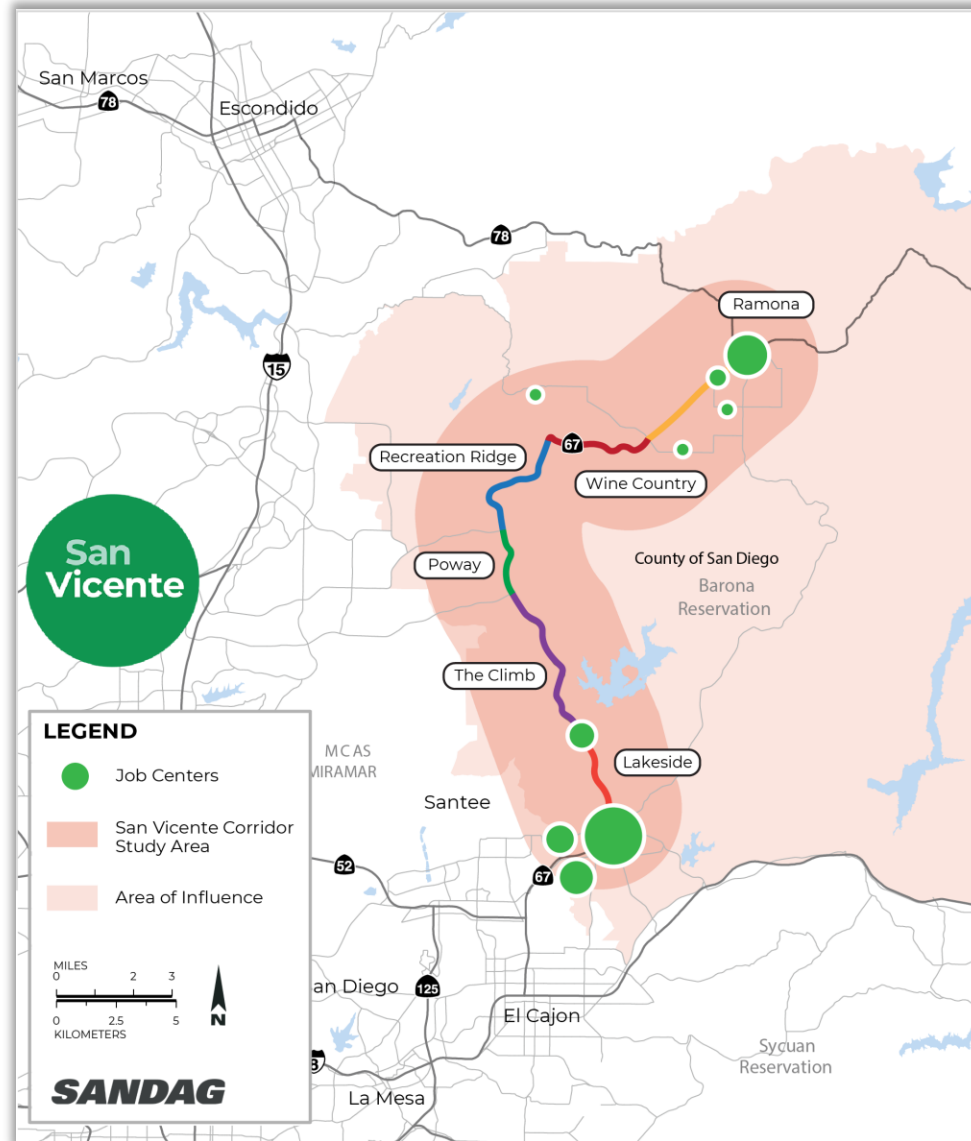 San Marcos
78
Escondido
78
Ramona
15
67
Recreation Ridge
Wine Country
San
Vicente
Poway
County of San Diego
Barona
Reservation
The Climb
Lakeside
LEGEND
Job Centers
San Vicente Corridor
Study Area
Area of Influence
MILES
0 2 3
0 2.5 5
KILOMETERS
N
SANDAG
MCAS
MIRAMAR
Santee
52
67
an Diego
125
El Cajon
8
La Mesa
Sycuan
Reservation